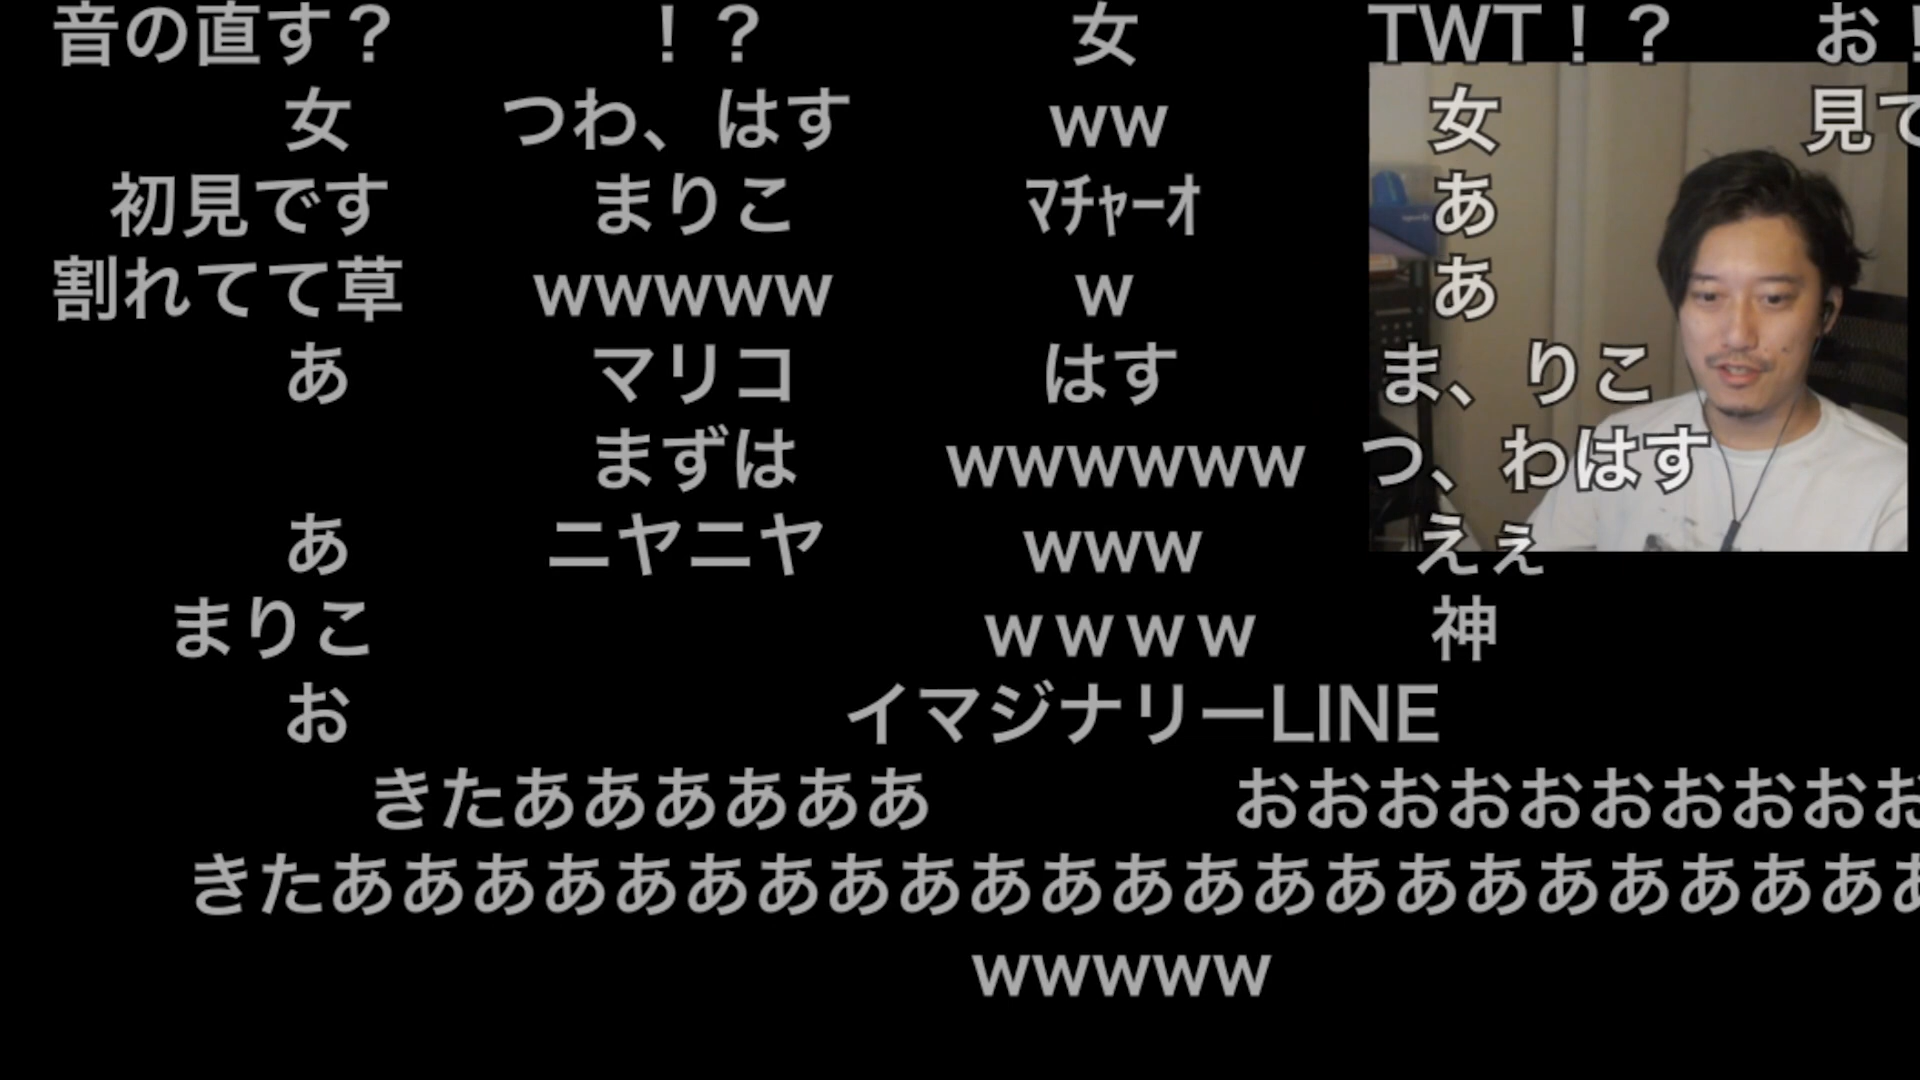 音の直す？ ！？ 女 TWT！？ お！
女 つわ、はす ww 女 見て
初見です まりこ ﾏﾁｬｰｵ あ
割れてて草 wwwww w あ
あ マリコ はす ま、りこ
まずは wwwwww つ、わはす
あ ニヤニヤ www えぇ
まりこ ｗｗｗｗ 神
お イマジナリーLINE
きたああああああ おおおおおおおおおお
きたああああああああああああああああああああああ
wwwww